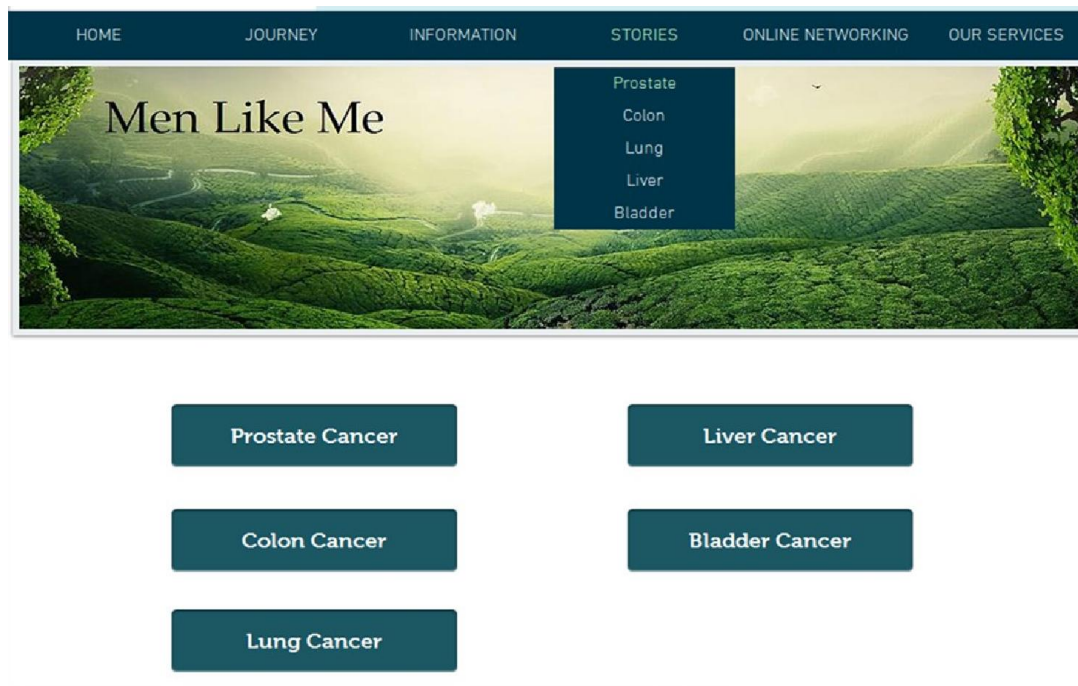 HOME JOURNEY INFORMATION STORIES ONLINE NETWORKING OUR SERVICES
Men Like Me
Prostate
Colon
Lung
Liver
Bladder
Prostate Cancer
Liver Cancer
Colon Cancer
Bladder Cancer
Lung Cancer